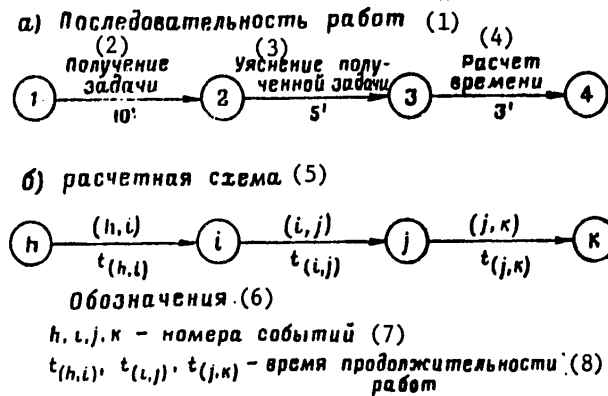 а) Последовательность работ (1)
(2) (3) (4)
Получение задачи Уяснение полу-ченной задачи Расчет времени
1 2 3 4
10' 5' 3'
б) расчетная схема (5)
(h,i) (i,j) (j,к)
h i j к
t(h,i) t(i,j) t(j,к)
Обозначения (6)
h, i, j, к – номера событий (7)
t(h,i), t(i,j), t(j,к) – время продолжительности (8)
работ